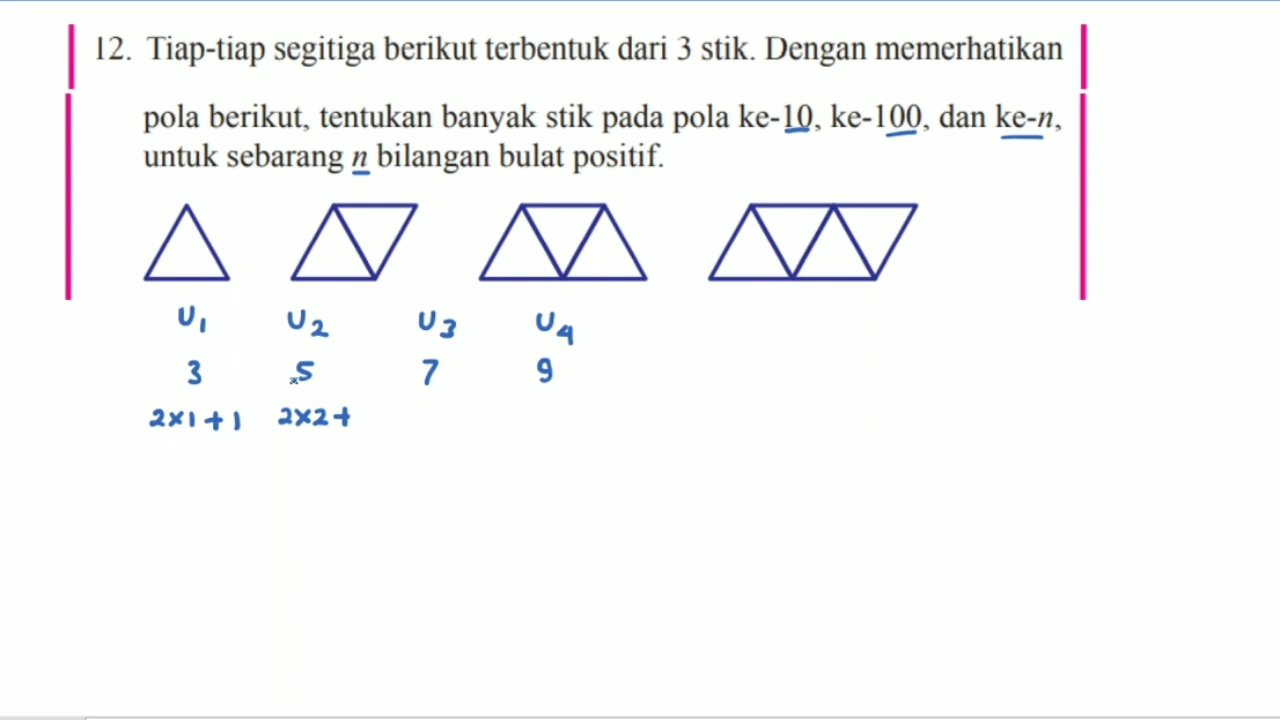 12. Tiap-tiap segitiga berikut terbentuk dari 3 stik. Dengan memerhatikan
pola berikut, tentukan banyak stik pada pola ke-10, ke-100, dan ke-n,
untuk sebarang n bilangan bulat positif.
U1 U2 U3 U4
3 5 7 9
2×1+1 2×2+